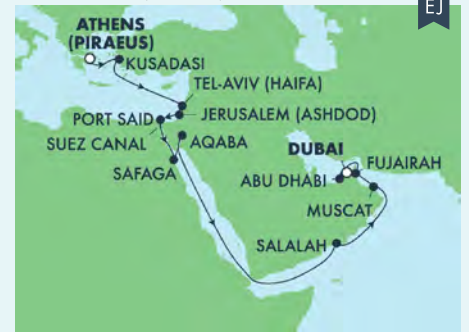 EJ
ATHENS
(PIRAEUS)
KUSADASI
TEL-AVIV (HAIFA)
JERUSALEM (ASHDOD)
PORT SAID
SUEZ CANAL
AQABA
SAFAGA
DUBAI
FUJAIRAH
ABU DHABI
MUSCAT
SALALAH